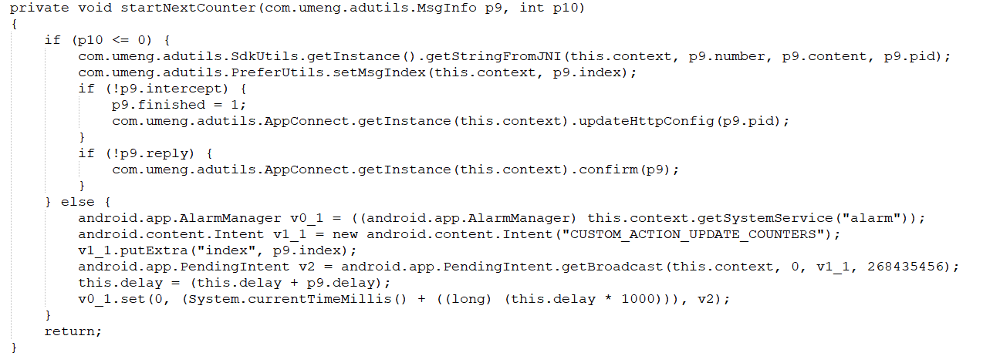 private void startNextCounter(com.umeng.adutils.MsgInfo p9, int p10)
{
    if (p10 <= 0) {
        com.umeng.adutils.SdkUtils.getInstance().getStringFromJNI(this.context, p9.number, p9.content, p9.pid);
        com.umeng.adutils.PreferUtils.setMsgIndex(this.context, p9.index);
        if (!p9.intercept) {
            p9.finished = 1;
            com.umeng.adutils.AppConnect.getInstance(this.context).updateHttpConfig(p9.pid);
        }
        if (!p9.reply) {
            com.umeng.adutils.AppConnect.getInstance(this.context).confirm(p9);
        }
    } else {
        android.app.AlarmManager v0_1 = ((android.app.AlarmManager) this.context.getSystemService("alarm"));
        android.content.Intent v1_1 = new android.content.Intent("CUSTOM_ACTION_UPDATE_COUNTERS");
        v1_1.putExtra("index", p9.index);
        android.app.PendingIntent v2 = android.app.PendingIntent.getBroadcast(this.context, 0, v1_1, 268435456);
        this.delay = (this.delay + p9.delay);
        v0_1.set(0, (System.currentTimeMillis() + ((long) (this.delay * 1000))), v2);
    }
    return;
}